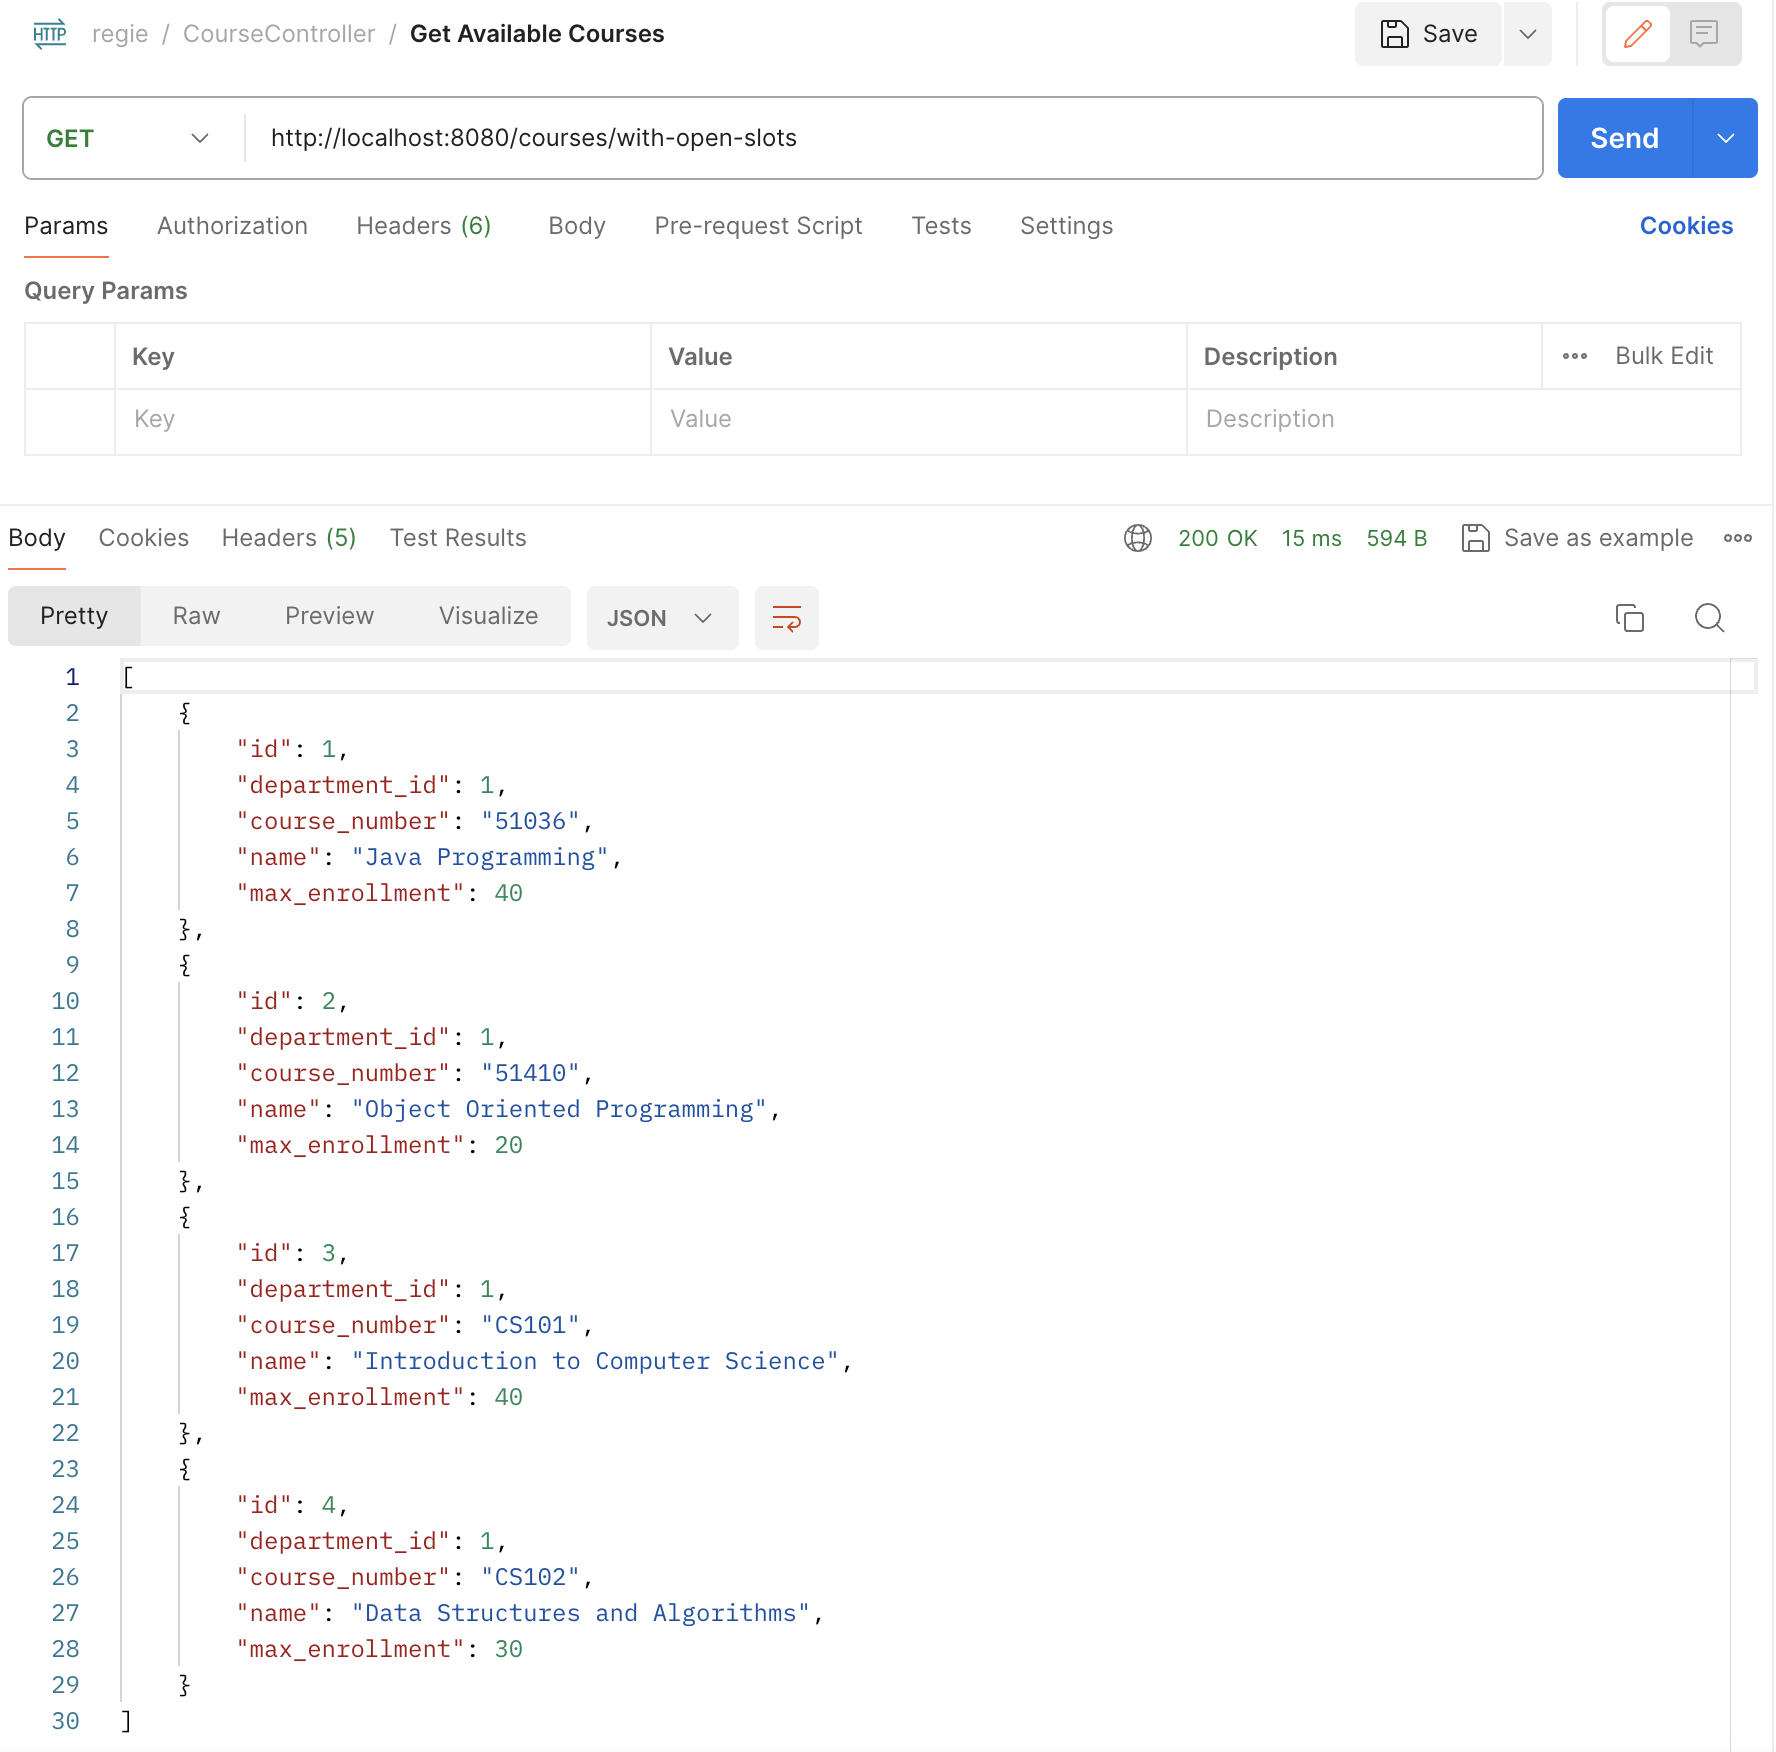 HTTP regie / CourseController / Get Available Courses Save
GET http://localhost:8080/courses/with-open-slots Send
Params Authorization Headers (6) Body Pre-request Script Tests Settings Cookies
Query Params
Key Value Description Bulk Edit
Key Value Description
Body Cookies Headers (5) Test Results 200 OK 15 ms 594 B Save as example
Pretty Raw Preview Visualize JSON
1 [
2 {
3 "id": 1,
4 "department_id": 1,
5 "course_number": "51036",
6 "name": "Java Programming",
7 "max_enrollment": 40
8 },
9 {
10 "id": 2,
11 "department_id": 1,
12 "course_number": "51410",
13 "name": "Object Oriented Programming",
14 "max_enrollment": 20
15 },
16 {
17 "id": 3,
18 "department_id": 1,
19 "course_number": "CS101",
20 "name": "Introduction to Computer Science",
21 "max_enrollment": 40
22 },
23 {
24 "id": 4,
25 "department_id": 1,
26 "course_number": "CS102",
27 "name": "Data Structures and Algorithms",
28 "max_enrollment": 30
29 }
30 ]